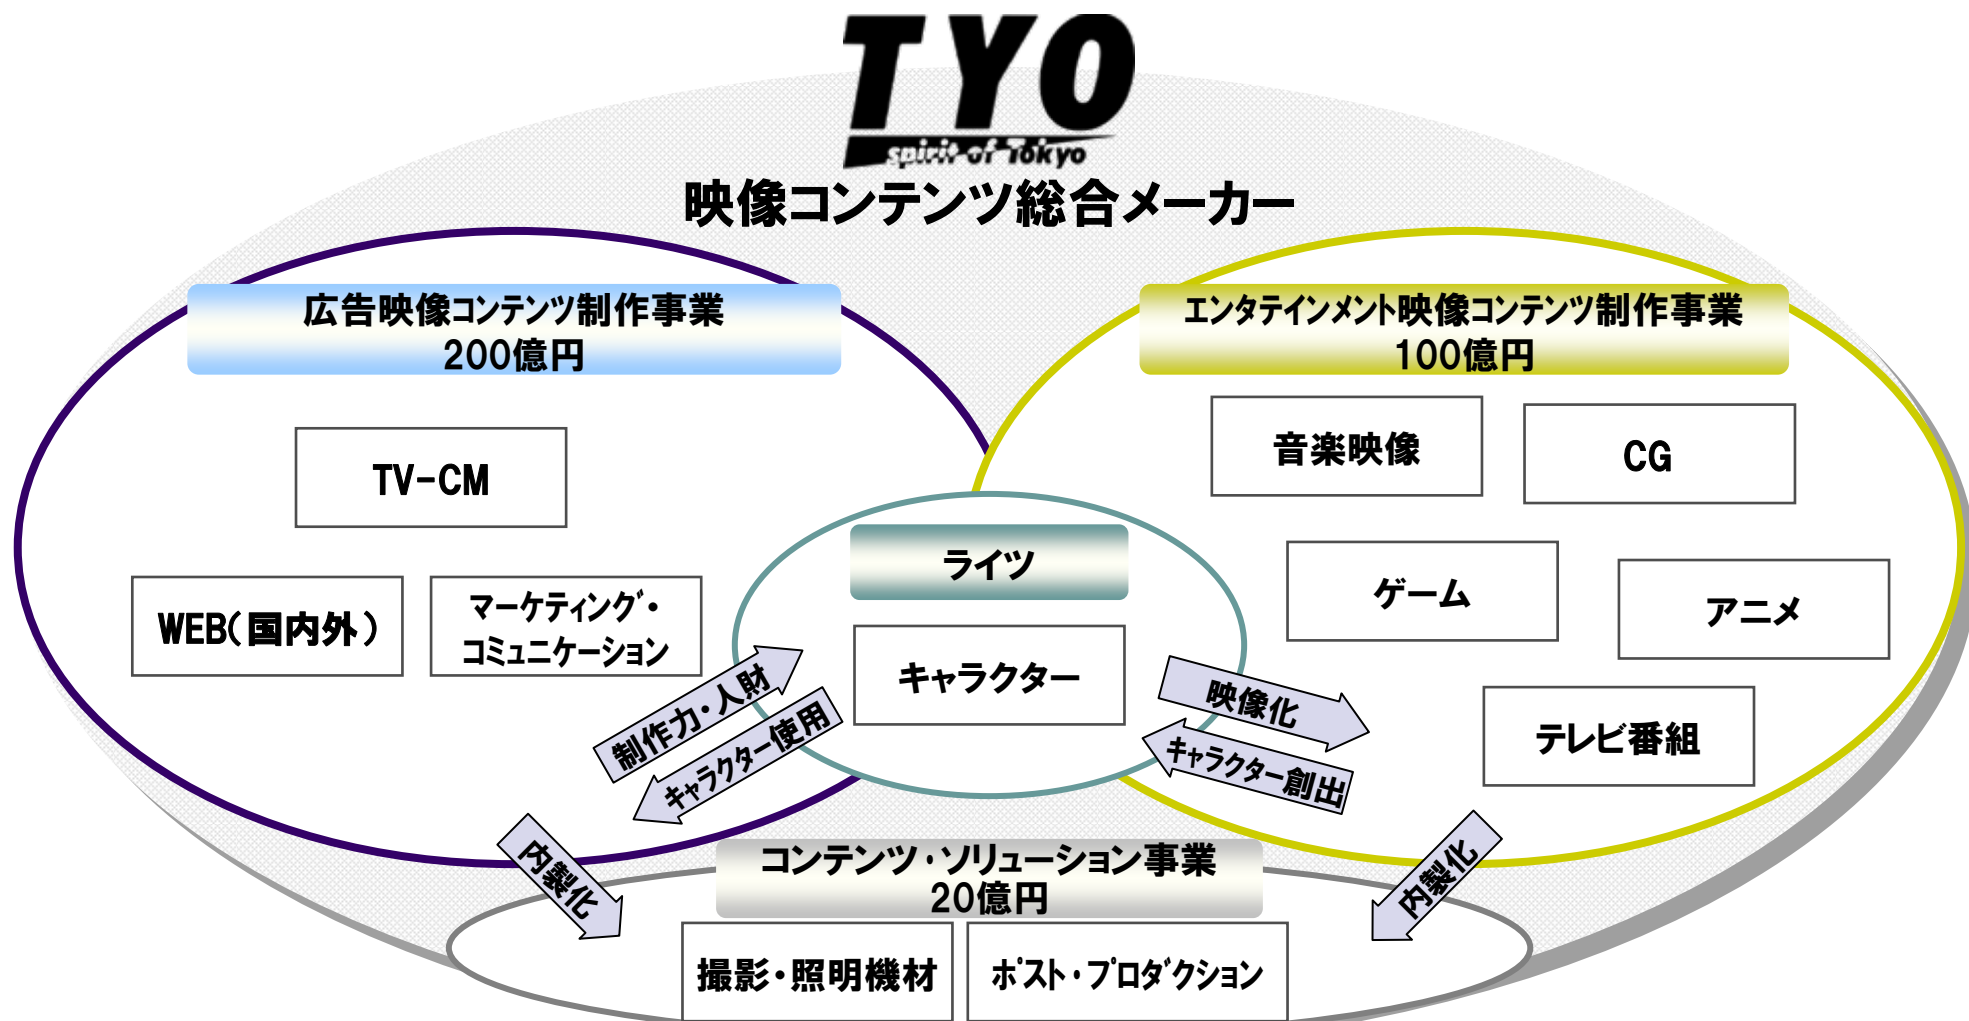 TYO
spirit of Tokyo
映像コンテンツ総合メーカー
広告映像コンテンツ制作事業
200億円
エンタテインメント映像コンテンツ制作事業
100億円
TV-CM
WEB(国内外)
マーケティング・
コミュニケーション
音楽映像
CG
ゲーム
アニメ
テレビ番組
ライツ
キャラクター
制作力・人財
キャラクター使用
映像化
キャラクター創出
内製化
内製化
コンテンツ・ソリューション事業
20億円
撮影・照明機材
ポスト・プロダクション